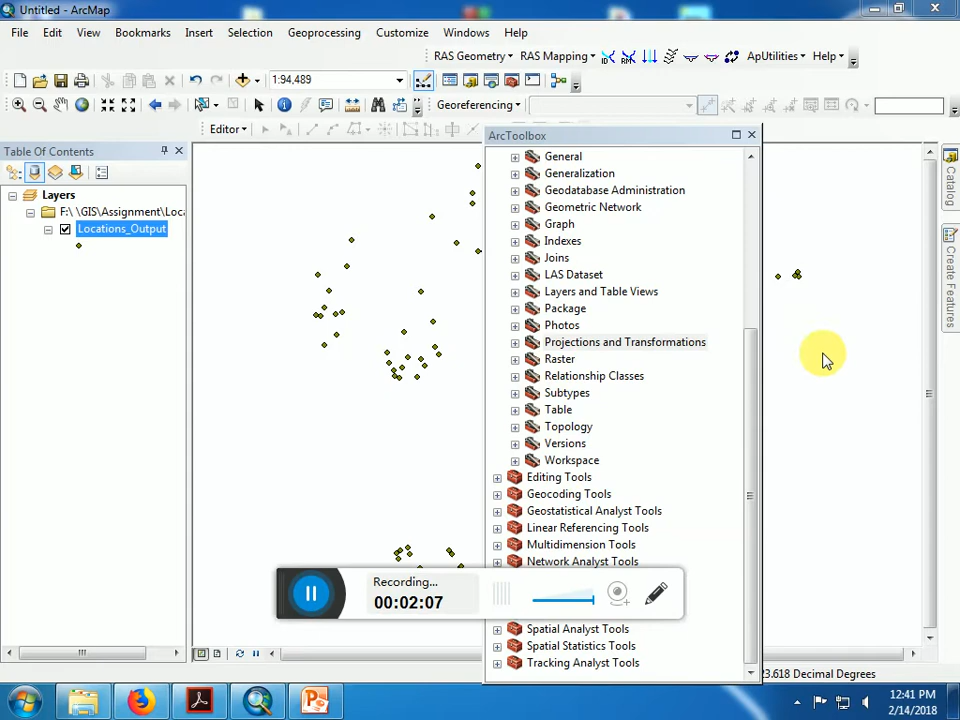 Untitled - ArcMap
File Edit View Bookmarks Insert Selection Geoprocessing Customize Windows Help
RAS Geometry RAS Mapping ApUtilities Help
1:94,489
Georeferencing
Editor
ArcToolbox
Table Of Contents
Layers
F:\ \GIS\Assignment\Loca
Locations_Output
General
Generalization
Geodatabase Administration
Geometric Network
Graph
Indexes
Joins
LAS Dataset
Layers and Table Views
Package
Photos
Projections and Transformations
Raster
Relationship Classes
Subtypes
Table
Topology
Versions
Workspace
Editing Tools
Geocoding Tools
Geostatistical Analyst Tools
Linear Referencing Tools
Multidimension Tools
Network Analyst Tools
Spatial Analyst Tools
Spatial Statistics Tools
Tracking Analyst Tools
Catalog
Create Features
Recording...
00:02:07
3.618 Decimal Degrees
12:41 PM
2/14/2018